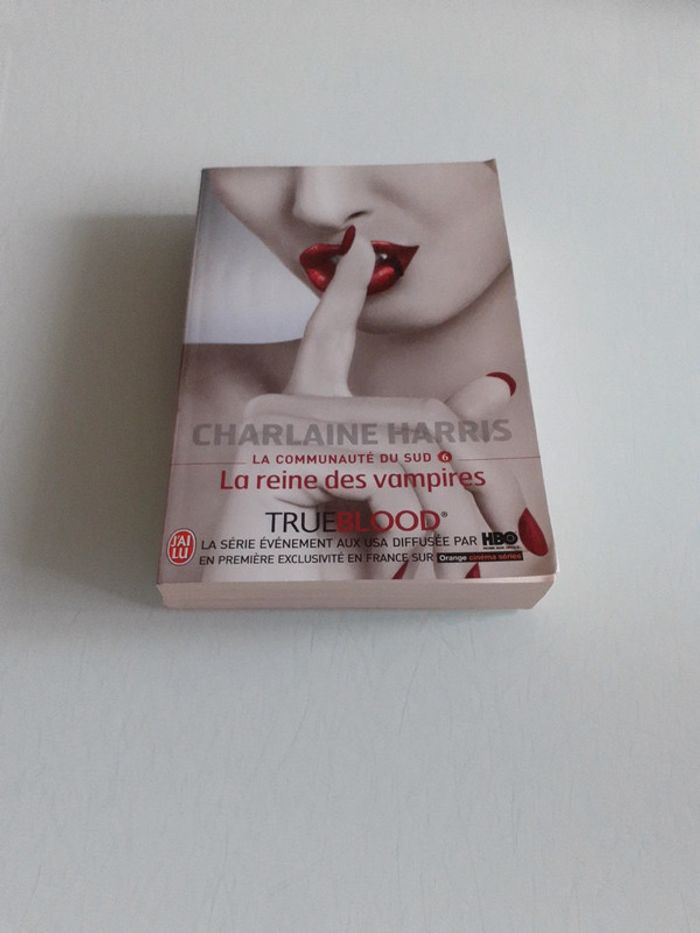 CHARLAINE HARRIS
LA COMMUNAUTÉ DU SUD 6
La reine des vampires
TRUEBLOOD®
J'AI LU
LA SÉRIE ÉVÉNEMENT AUX USA DIFFUSÉE PAR HBO
EN PREMIÈRE EXCLUSIVITÉ EN FRANCE SUR Orange cinéma séries